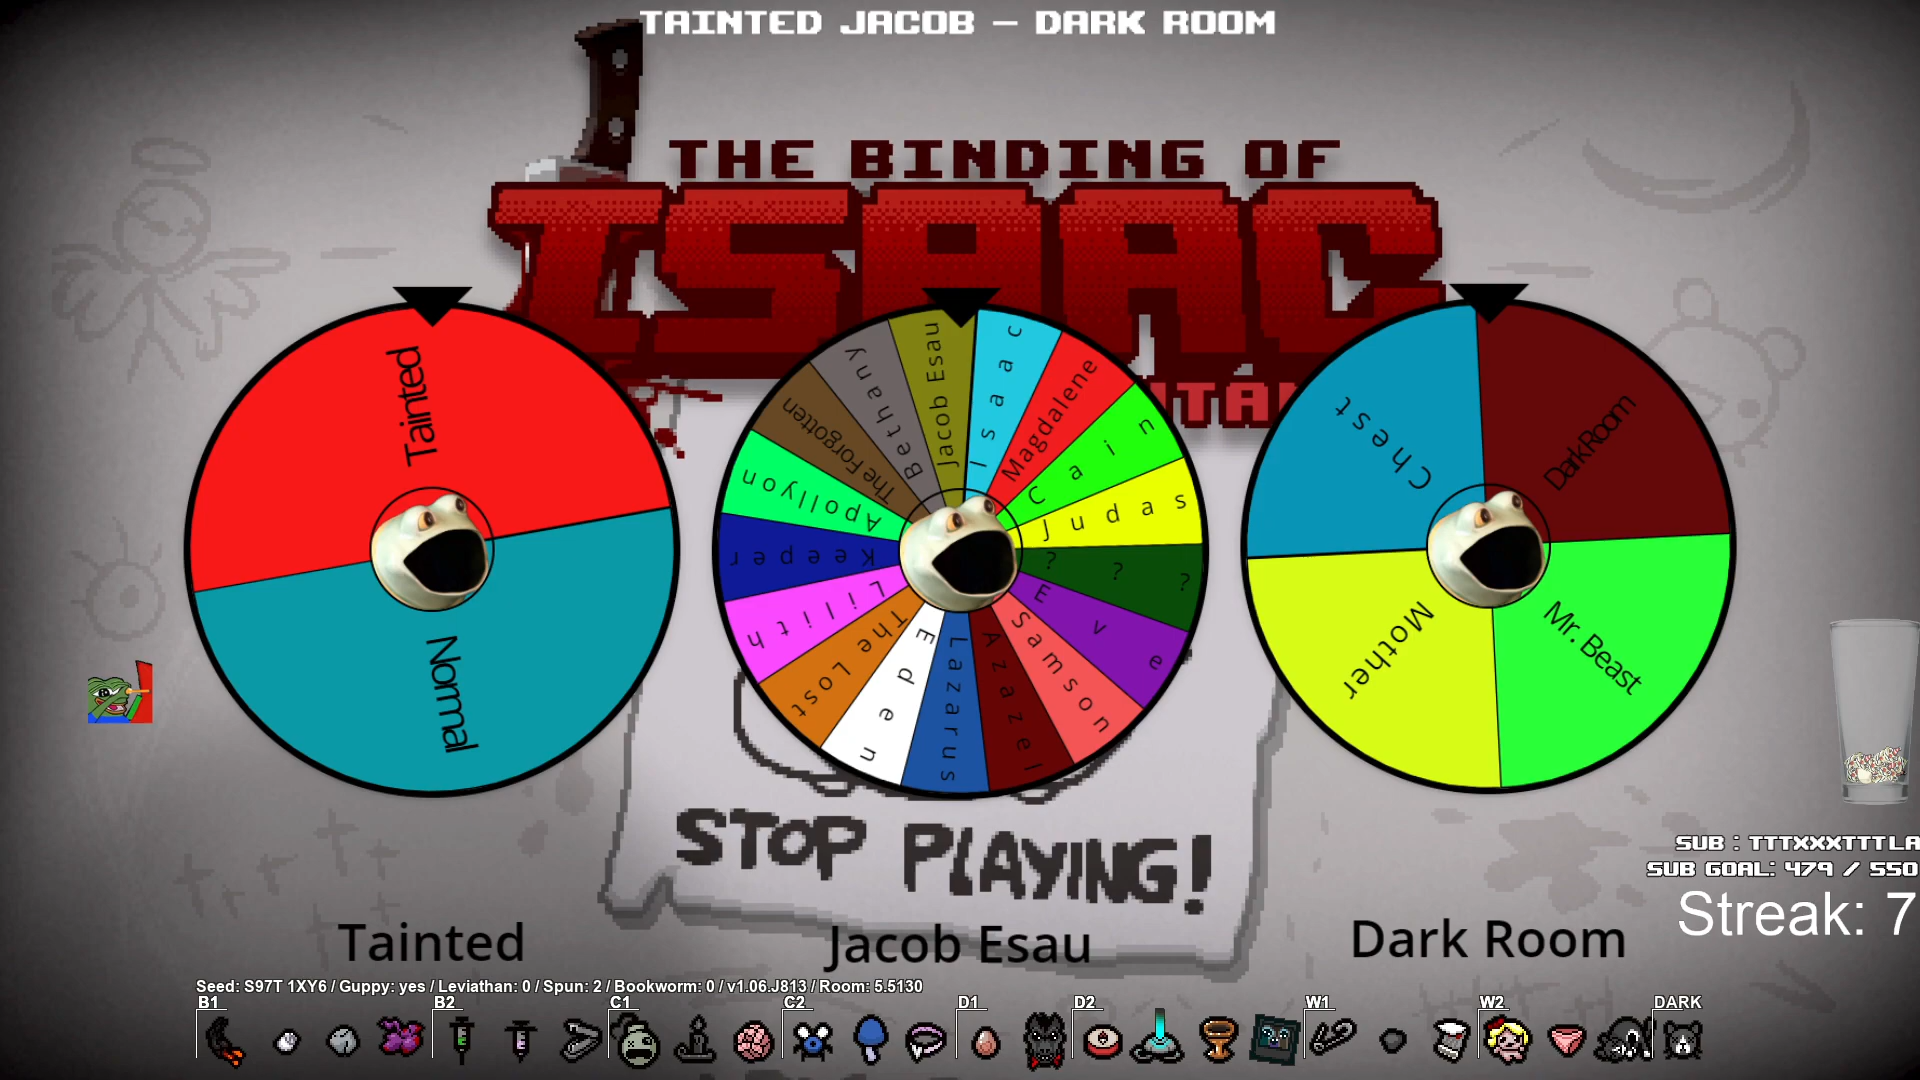 TAINTED JACOB – DARK ROOM
THE BINDING OF
ISAAC
Tainted
Normal
Jacob Esau
Isaac
Magdalene
Cain
Judas
???
Eve
Samson
Azazel
Lazarus
Eden
The Lost
Lilith
Keeper
Apollyon
The Forgotten
Bethany
Chest
Dark Room
Mr. Beast
Mother
STOP PLAYING!
SUB : TTTXXXTTTLA
SUB GOAL: 479 / 550
Streak: 7
Tainted
Jacob Esau
Dark Room
Seed: S97T 1XY6 / Guppy: yes / Leviathan: 0 / Spun: 2 / Bookworm: 0 / v1.06.J813 / Room: 5.5130
B1 B2 C1 C2 D1 D2 W1 W2 DARK